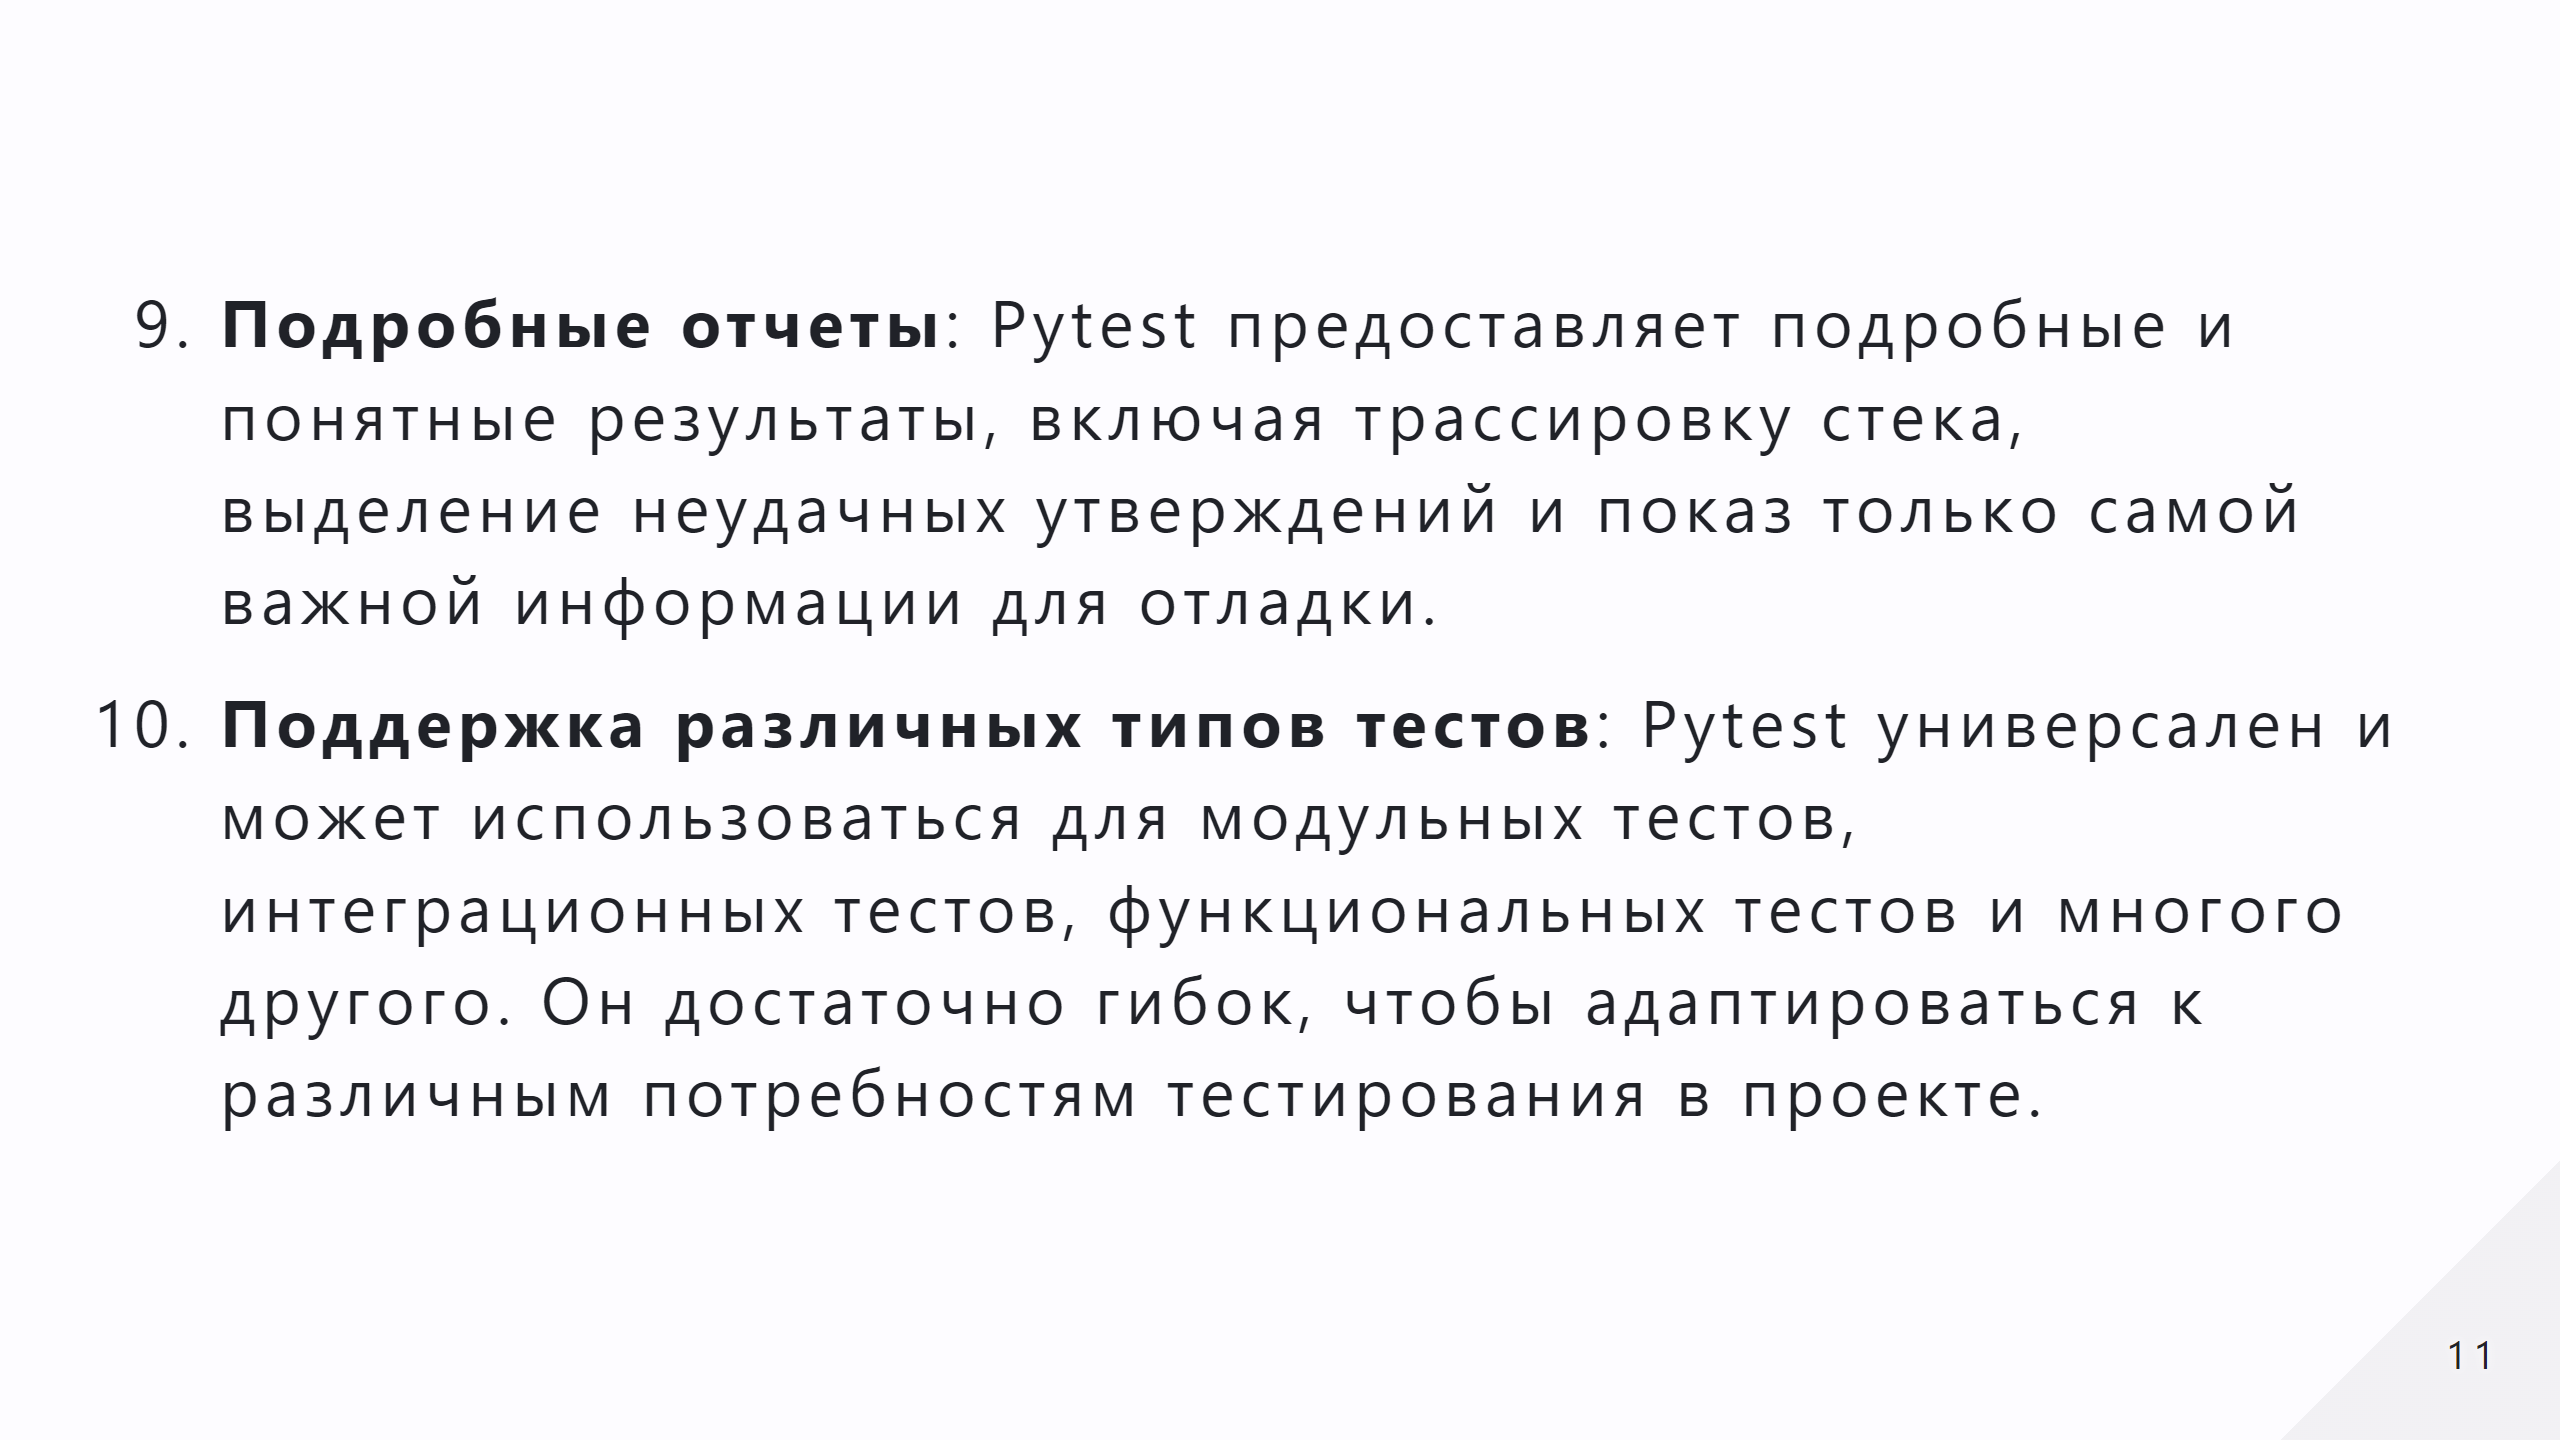 9. Подробные отчеты: Pytest предоставляет подробные и
понятные результаты, включая трассировку стека,
выделение неудачных утверждений и показ только самой
важной информации для отладки.
10. Поддержка различных типов тестов: Pytest универсален и
может использоваться для модульных тестов,
интеграционных тестов, функциональных тестов и многого
другого. Он достаточно гибок, чтобы адаптироваться к
различным потребностям тестирования в проекте.
11